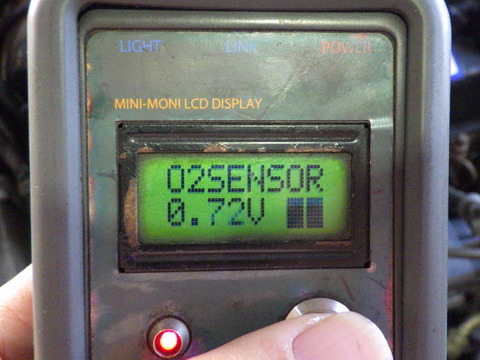 LIGHT LINK POWER
MINI-MONI LCD DISPLAY
O2SENSOR
0.72V